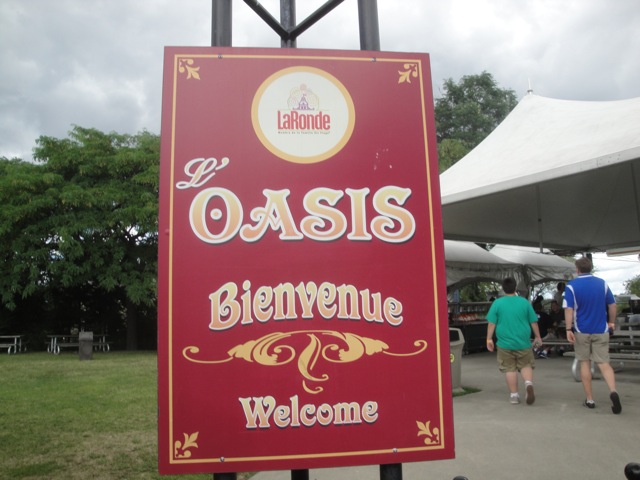 LaRonde
L'
OASIS
Bienvenue
Welcome